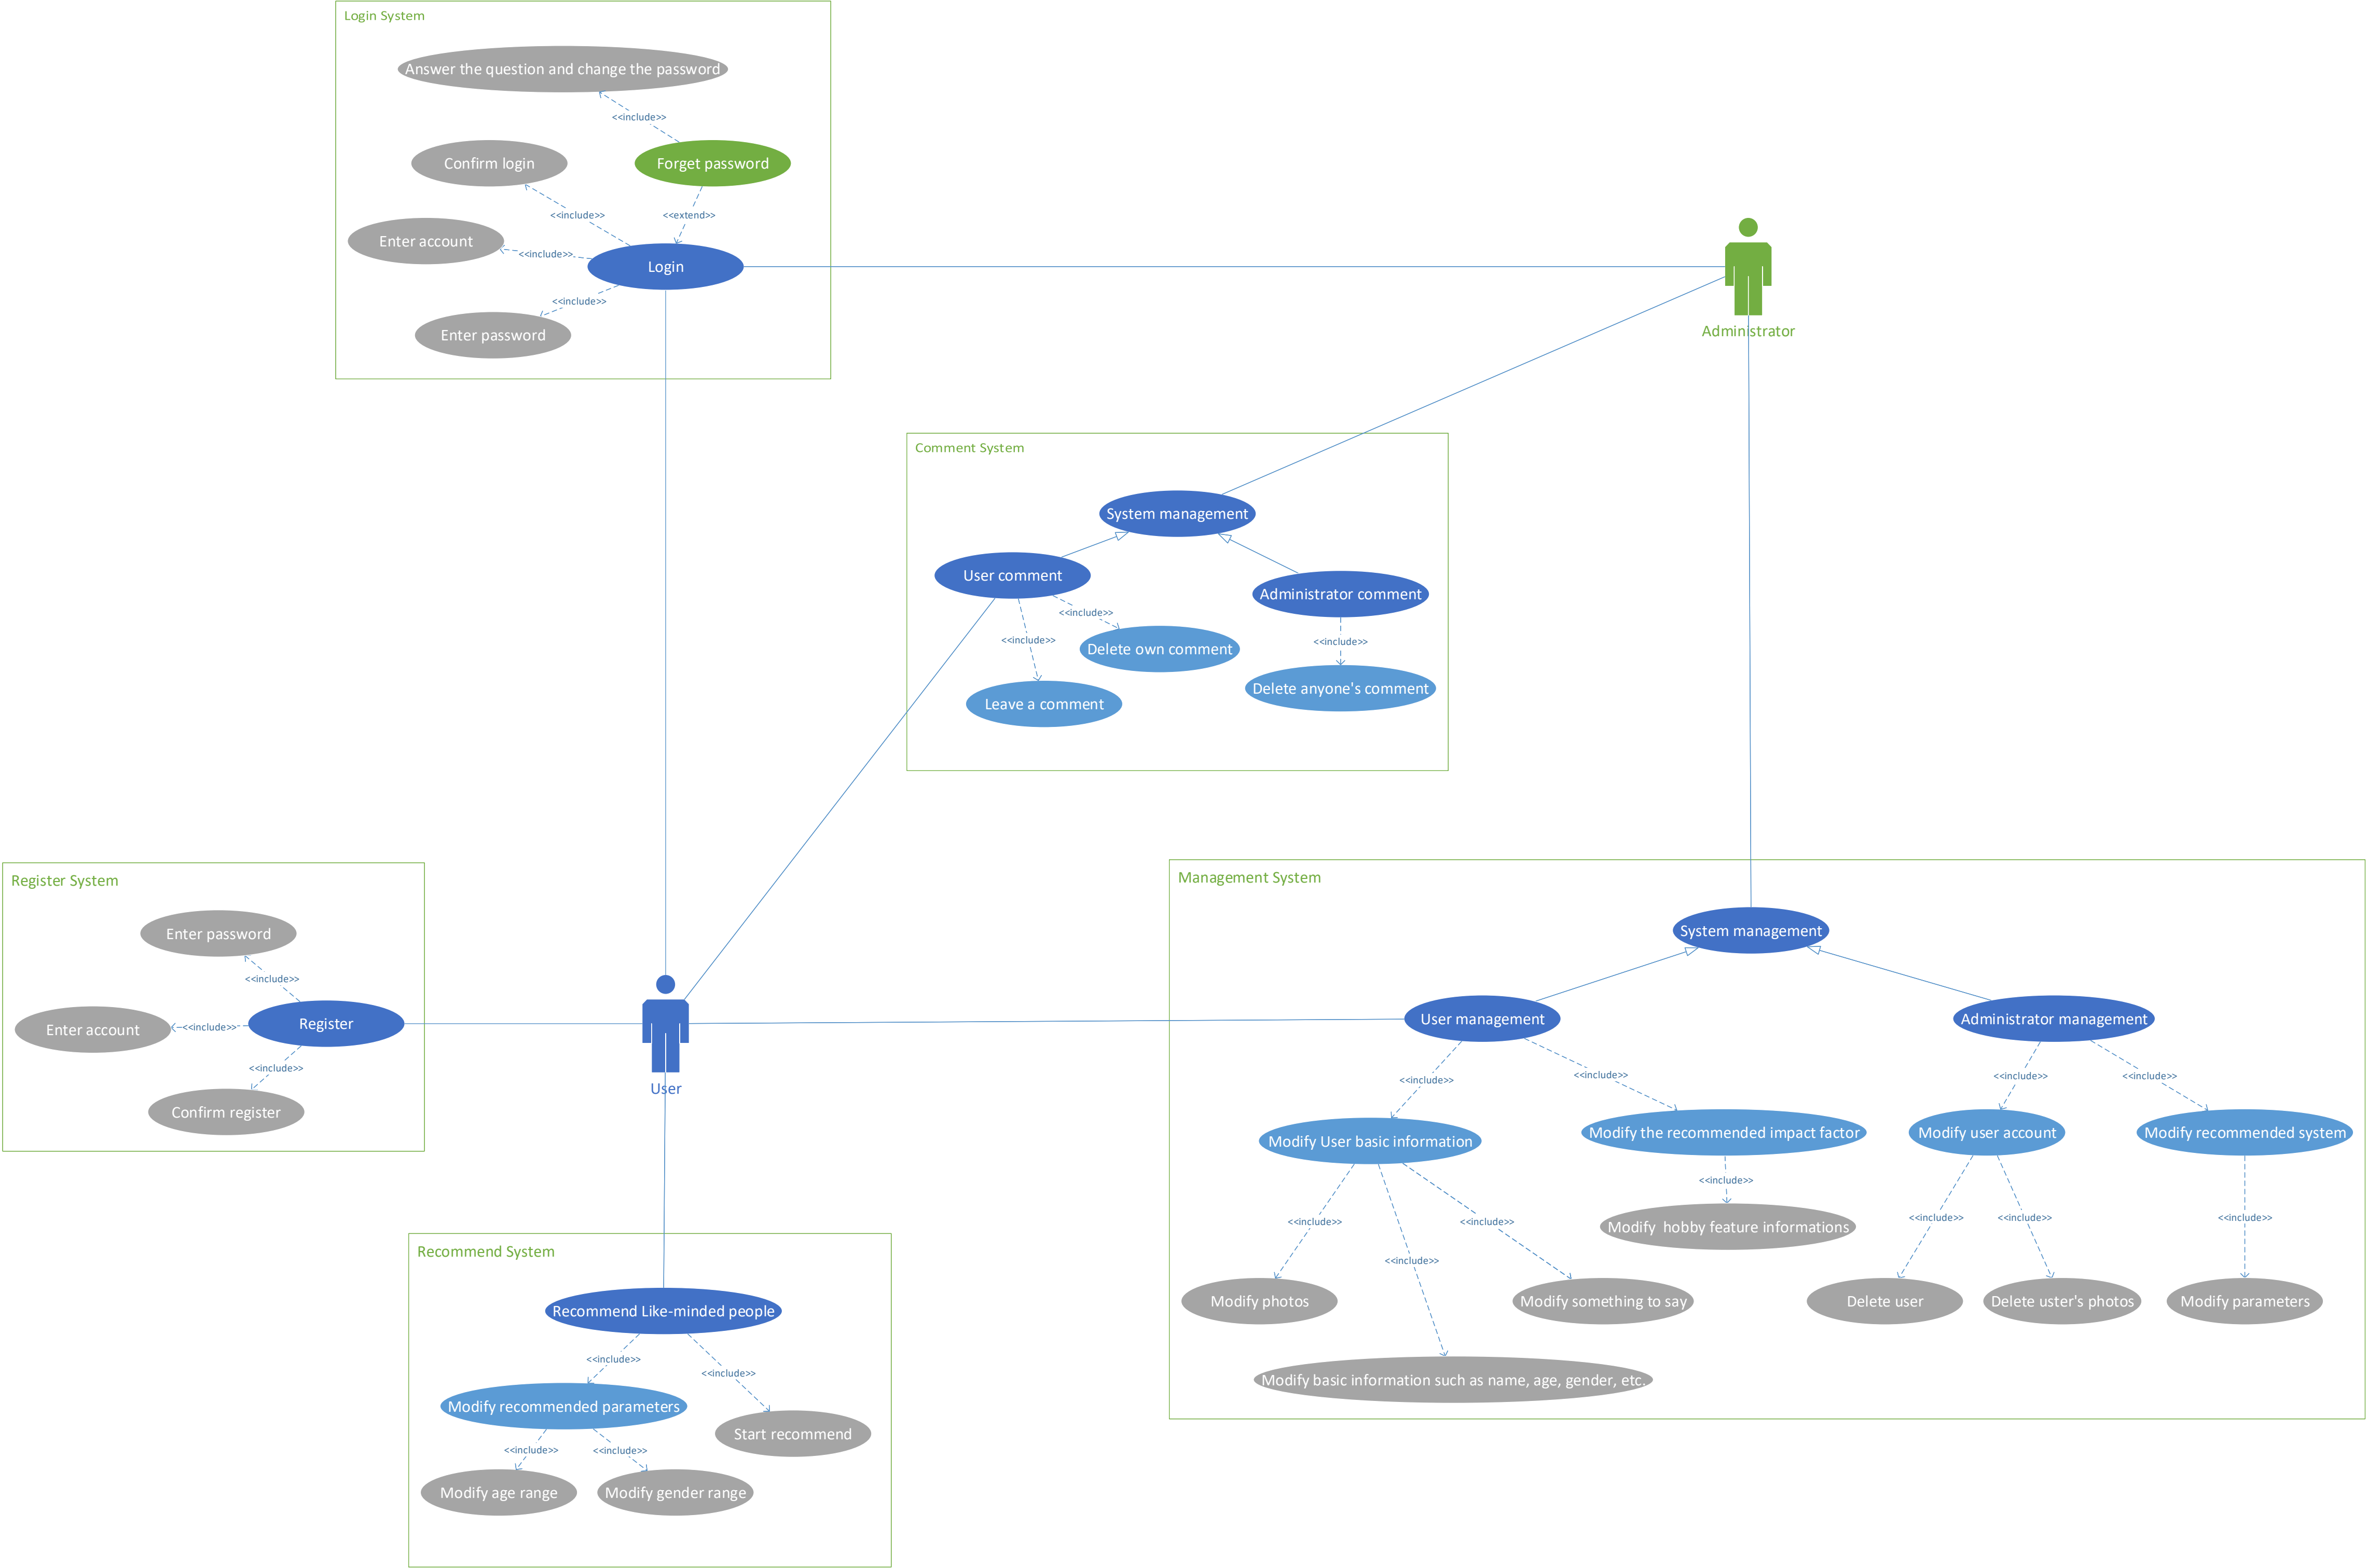 Login System
Answer the question and change the password
<<include>>
Confirm login
Forget password
<<include>>
<<extend>>
Enter account
<<include>>
Login
<<include>>
Enter password
Administrator
Comment System
System management
User comment
Administrator comment
<<include>>
<<include>>
<<include>>
Delete own comment
Delete anyone's comment
Leave a comment
Register System
Enter password
<<include>>
Enter account
<<include>>
Register
<<include>>
Confirm register
User
Management System
System management
User management
Administrator management
<<include>>
<<include>>
<<include>>
<<include>>
Modify User basic information
Modify the recommended impact factor
Modify user account
Modify recommended system
<<include>>
<<include>>
<<include>>
<<include>>
<<include>>
<<include>>
<<include>>
Modify  hobby feature informations
Modify photos
Modify something to say
Delete user
Delete uster's photos
Modify parameters
Modify basic information such as name, age, gender, etc.
Recommend System
Recommend Like-minded people
<<include>>
<<include>>
Modify recommended parameters
Start recommend
<<include>>
<<include>>
Modify age range
Modify gender range